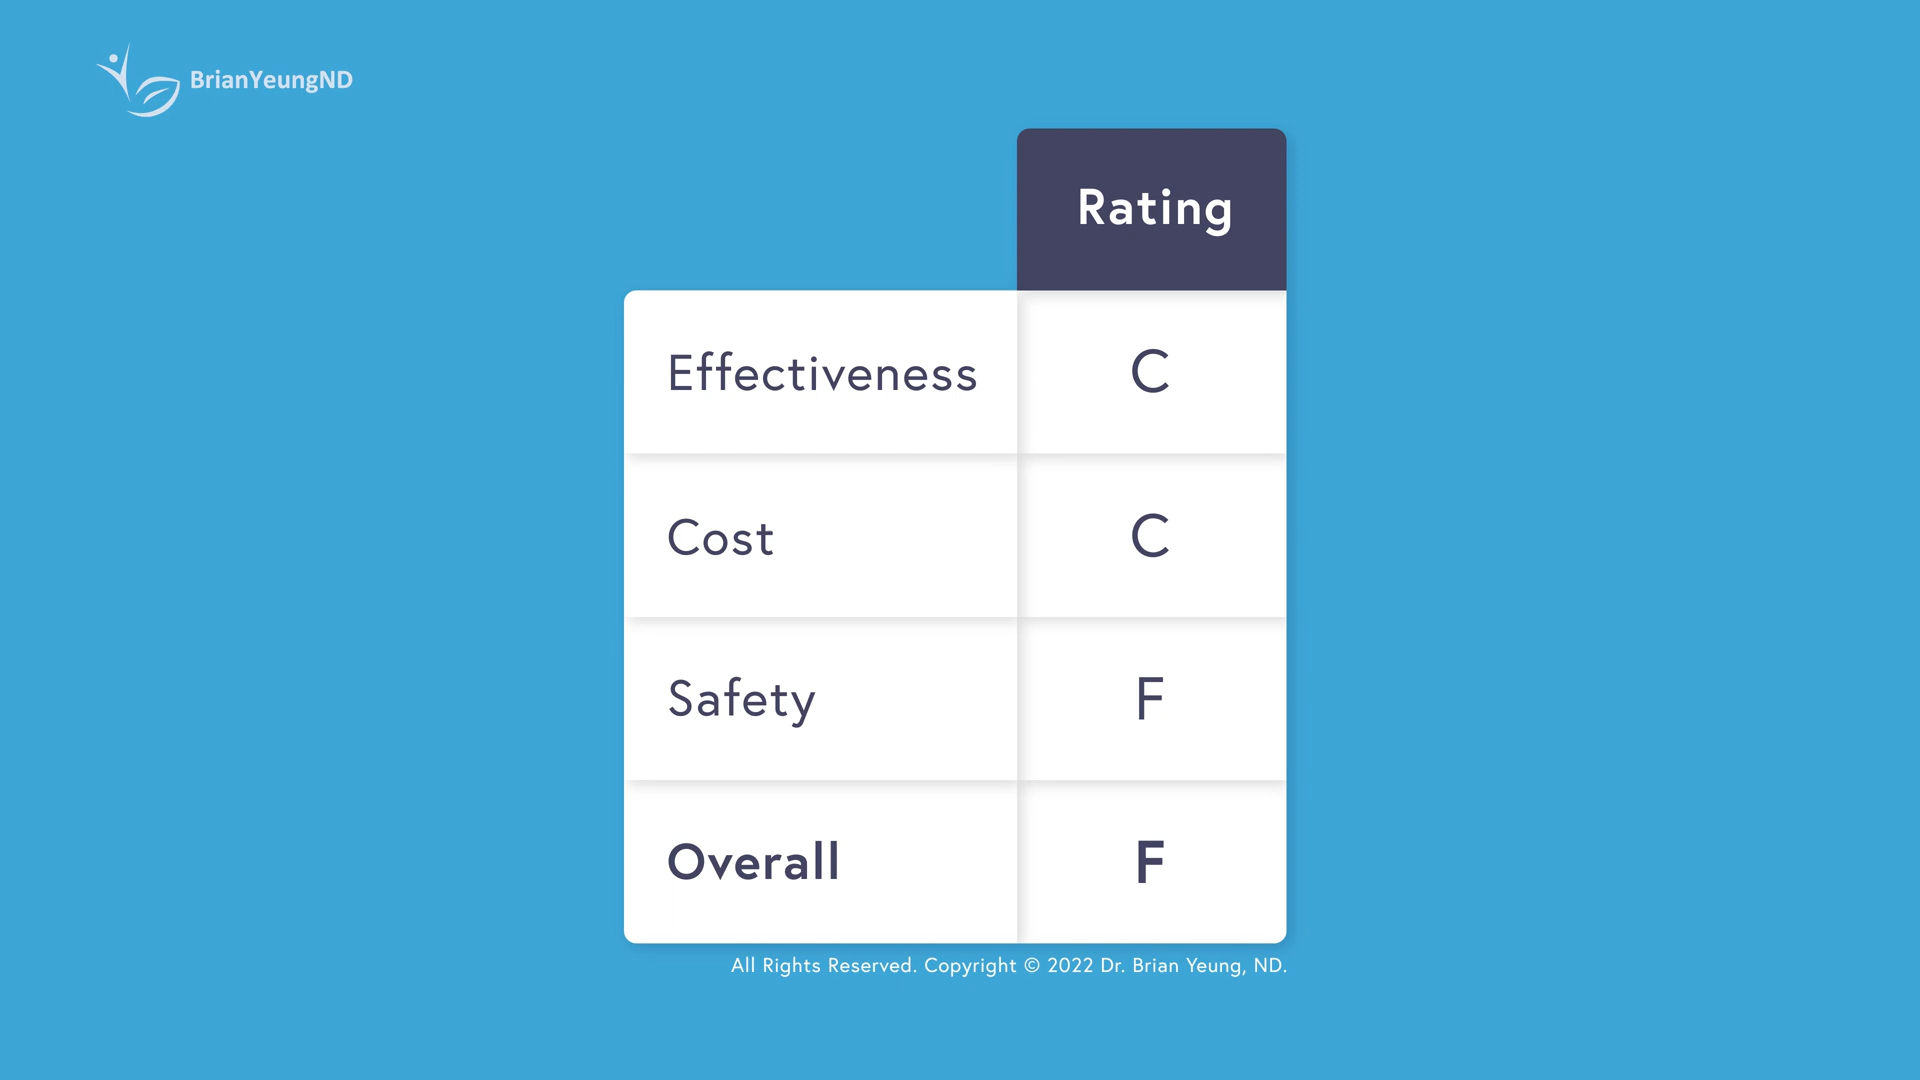 BrianYeungND
Rating
Effectiveness C
Cost C
Safety F
Overall F
All Rights Reserved. Copyright © 2022 Dr. Brian Yeung, ND.